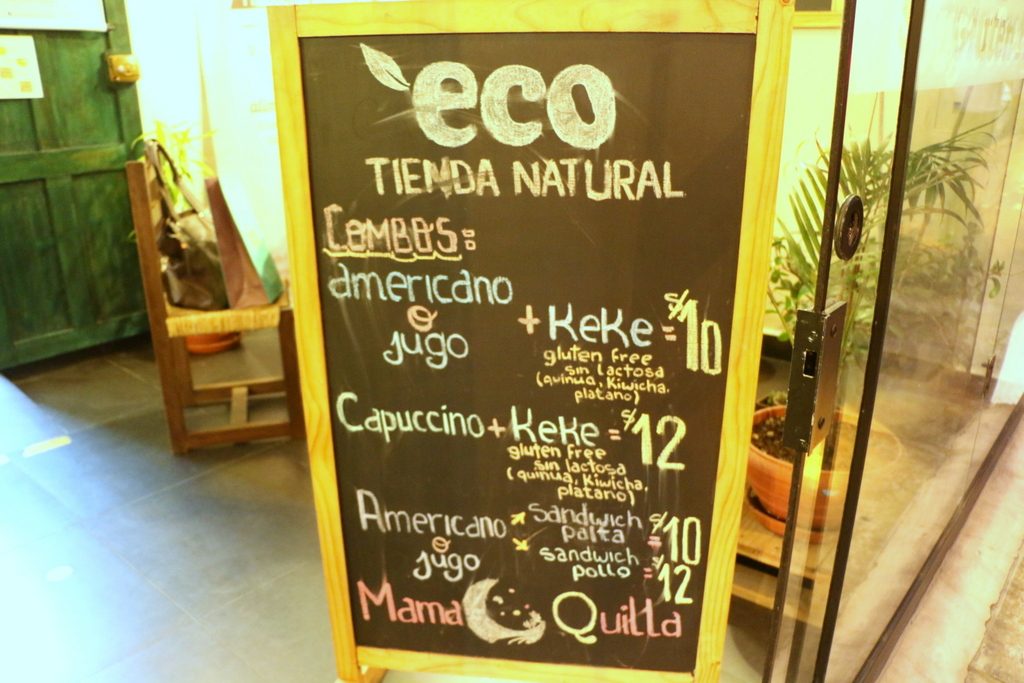 eco
TIENDA NATURAL
COMBOS:
americano
o
jugo
+ KeKe = S/10
gluten free
sin lactosa
(quinua, Kiwicha,
platano)
Capuccino + KeKe = S/12
gluten free
sin lactosa
(quinua, Kiwicha,
platano)
Americano
o
jugo
sandwich
palta = S/10
sandwich
pollo = S/12
Mama Quilla